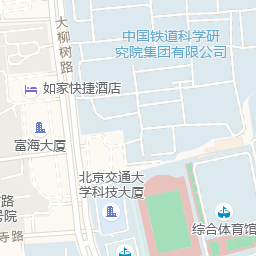 大柳树路
中国铁道科学研
究院集团有限公司
如家快捷酒店
富海大厦
北京交通大
学科技大厦
路
号院
寺路
综合体育馆